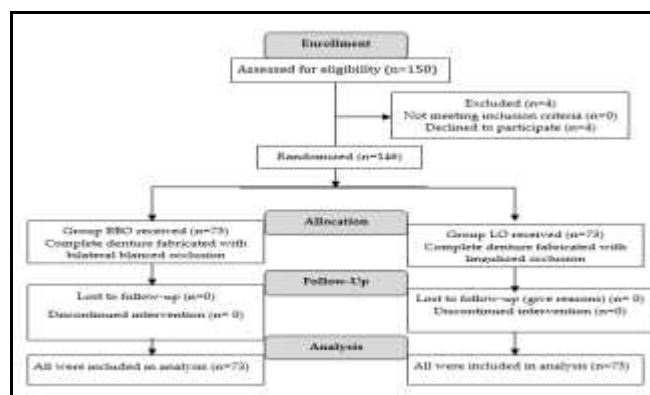 Enrollment
Assessed for eligibility (n=150)
Excluded (n=4)
Not meeting inclusion criteria (n=0)
Declined to participate (n=4)
Randomized (n=146)
Allocation
Group BBO received (n=73)
Complete denture fabricated with
bilateral blanced occlusion
Group LO received (n=73)
Complete denture fabricated with
lingulized occlusion
Follow-Up
Lost to follow-up (n=0)
Discontinued intervention (n= 0)
Lost to follow-up (give reasons) (n= 0)
Discontinued intervention (n=0)
Analysis
All were included in analysis (n=73)
All were included in analysis (n=73)